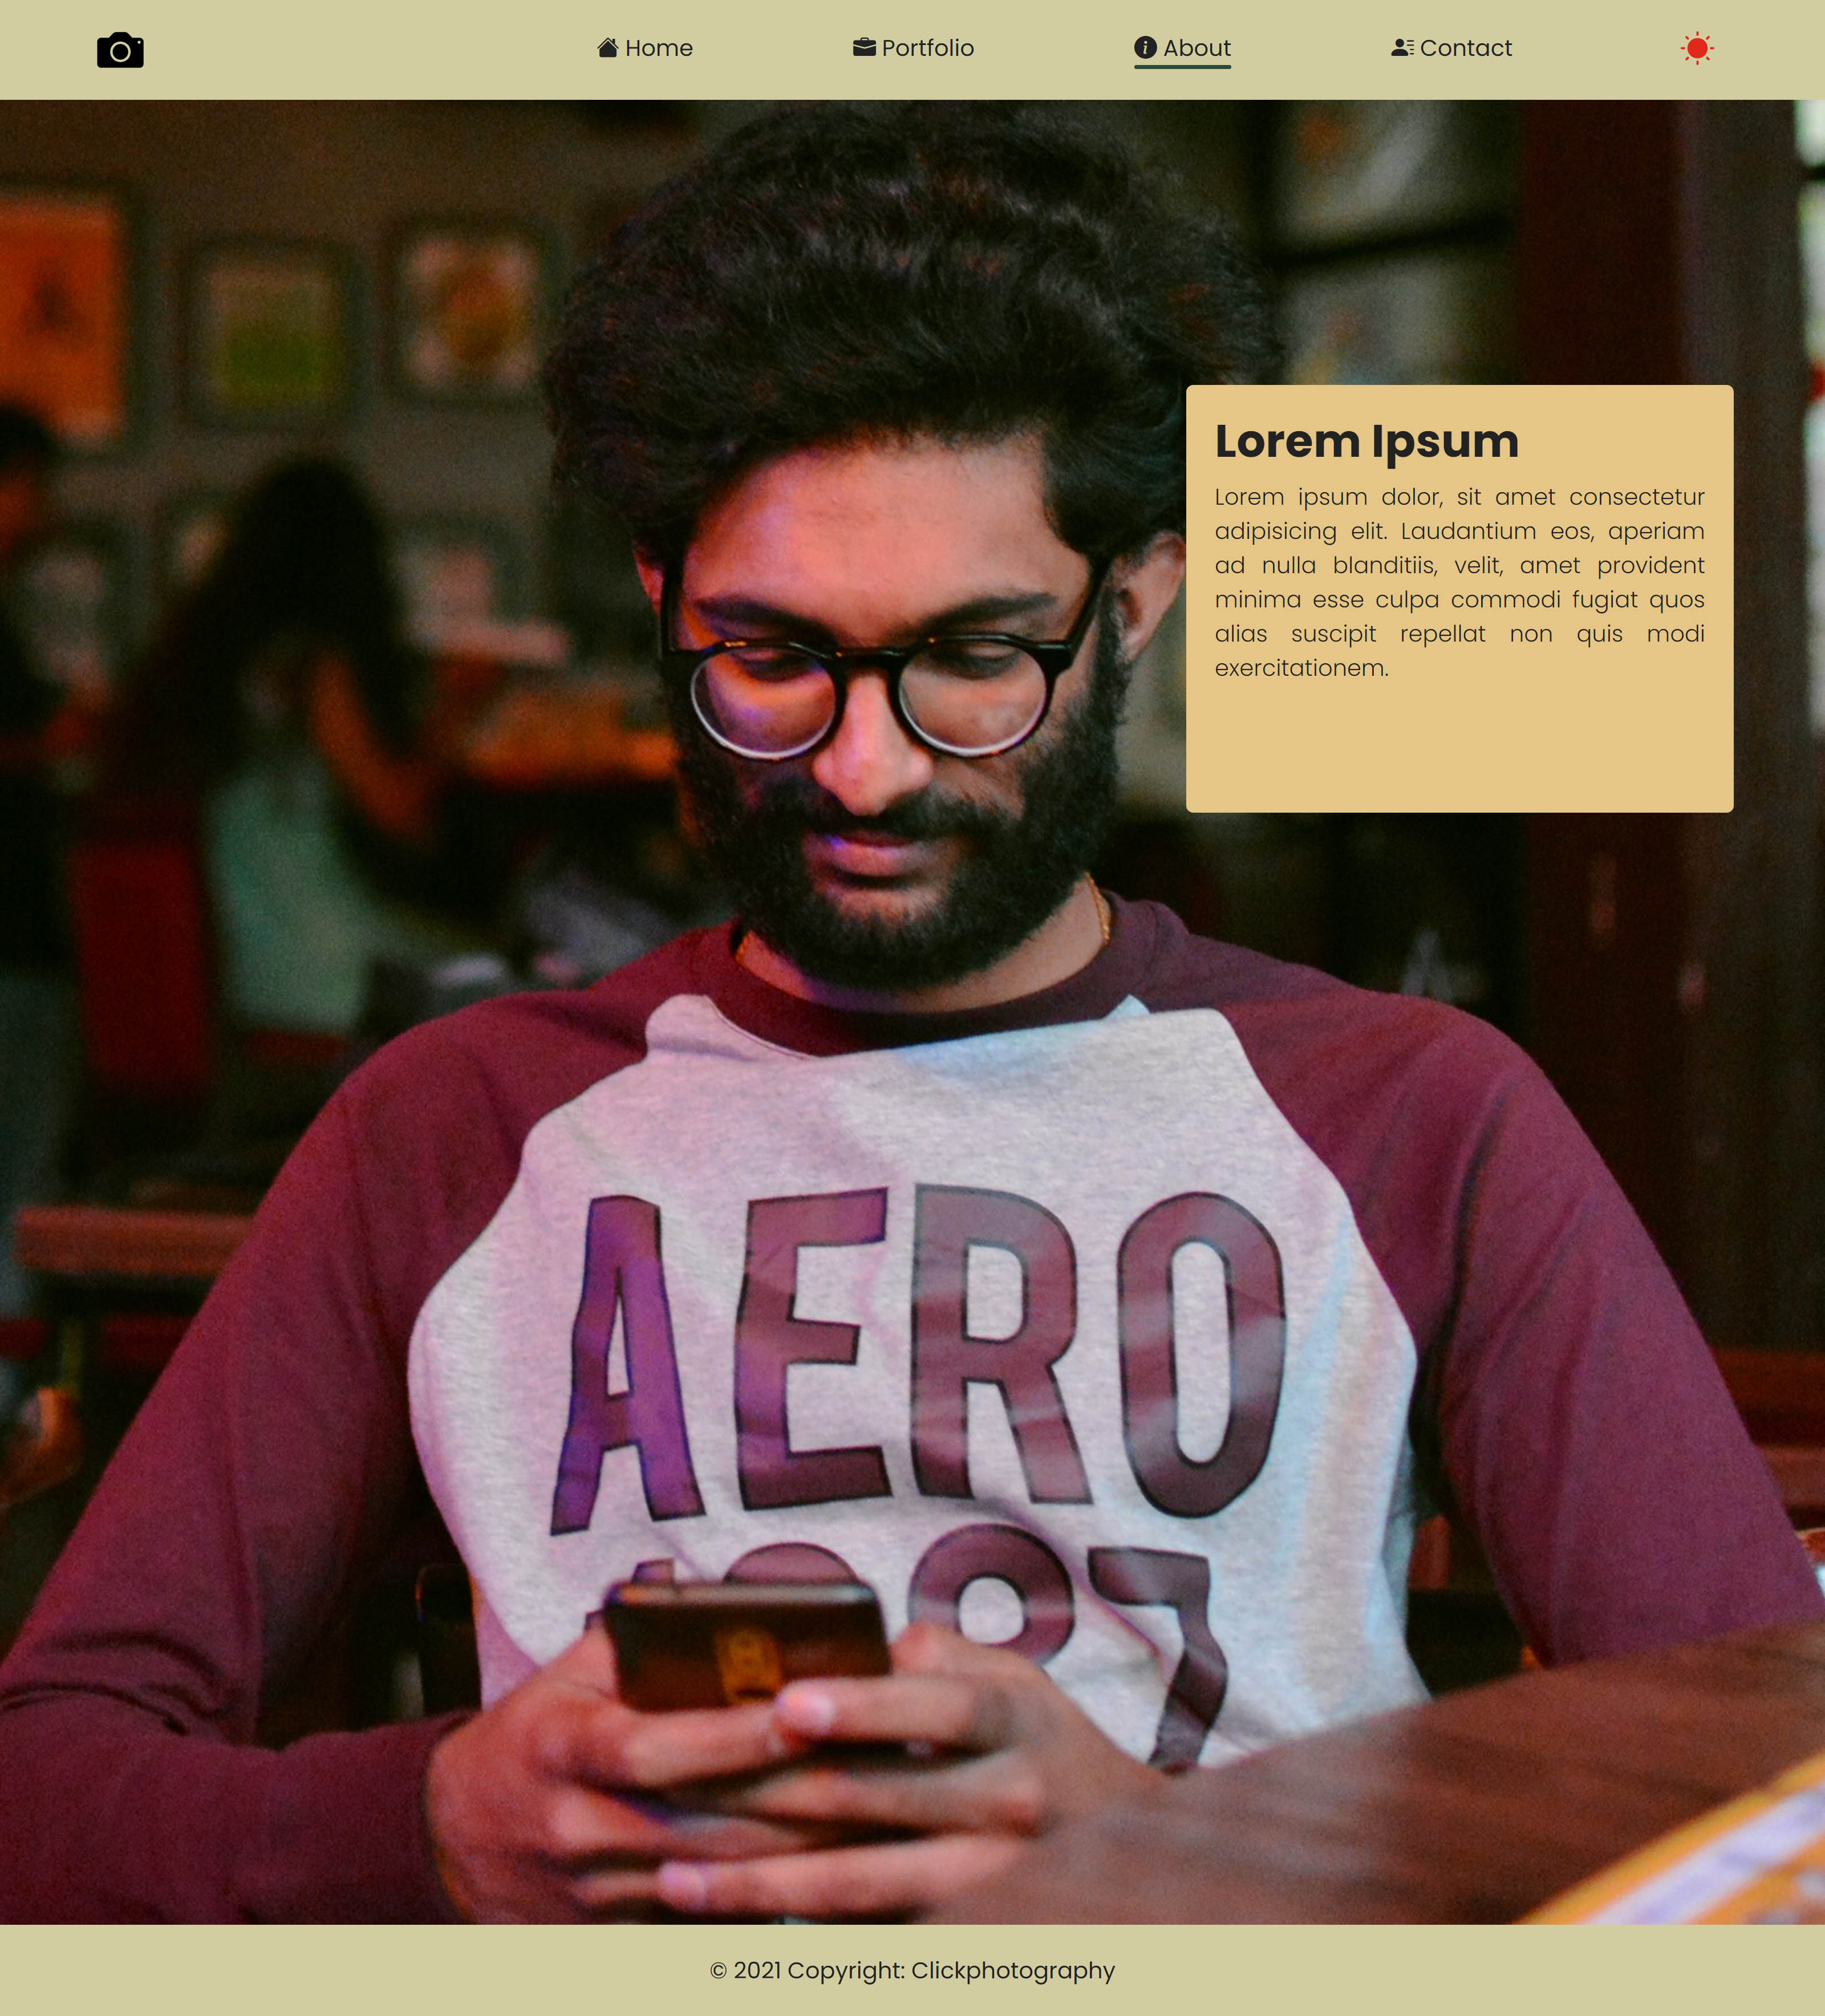 Home Portfolio About Contact
Lorem Ipsum
Lorem ipsum dolor, sit amet consectetur
adipisicing elit. Laudantium eos, aperiam
ad nulla blanditiis, velit, amet provident
minima esse culpa commodi fugiat quos
alias suscipit repellat non quis modi
exercitationem.
AERO
© 2021 Copyright: Clickphotography